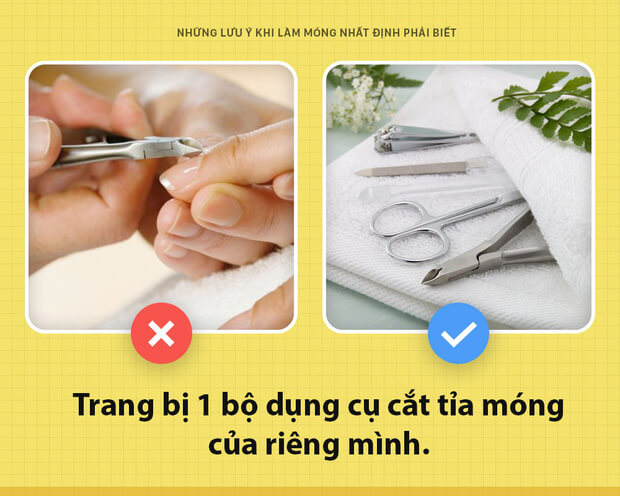 NHỮNG LƯU Ý KHI LÀM MÓNG NHẤT ĐỊNH PHẢI BIẾT
Trang bị 1 bộ dụng cụ cắt tỉa móng
của riêng mình.